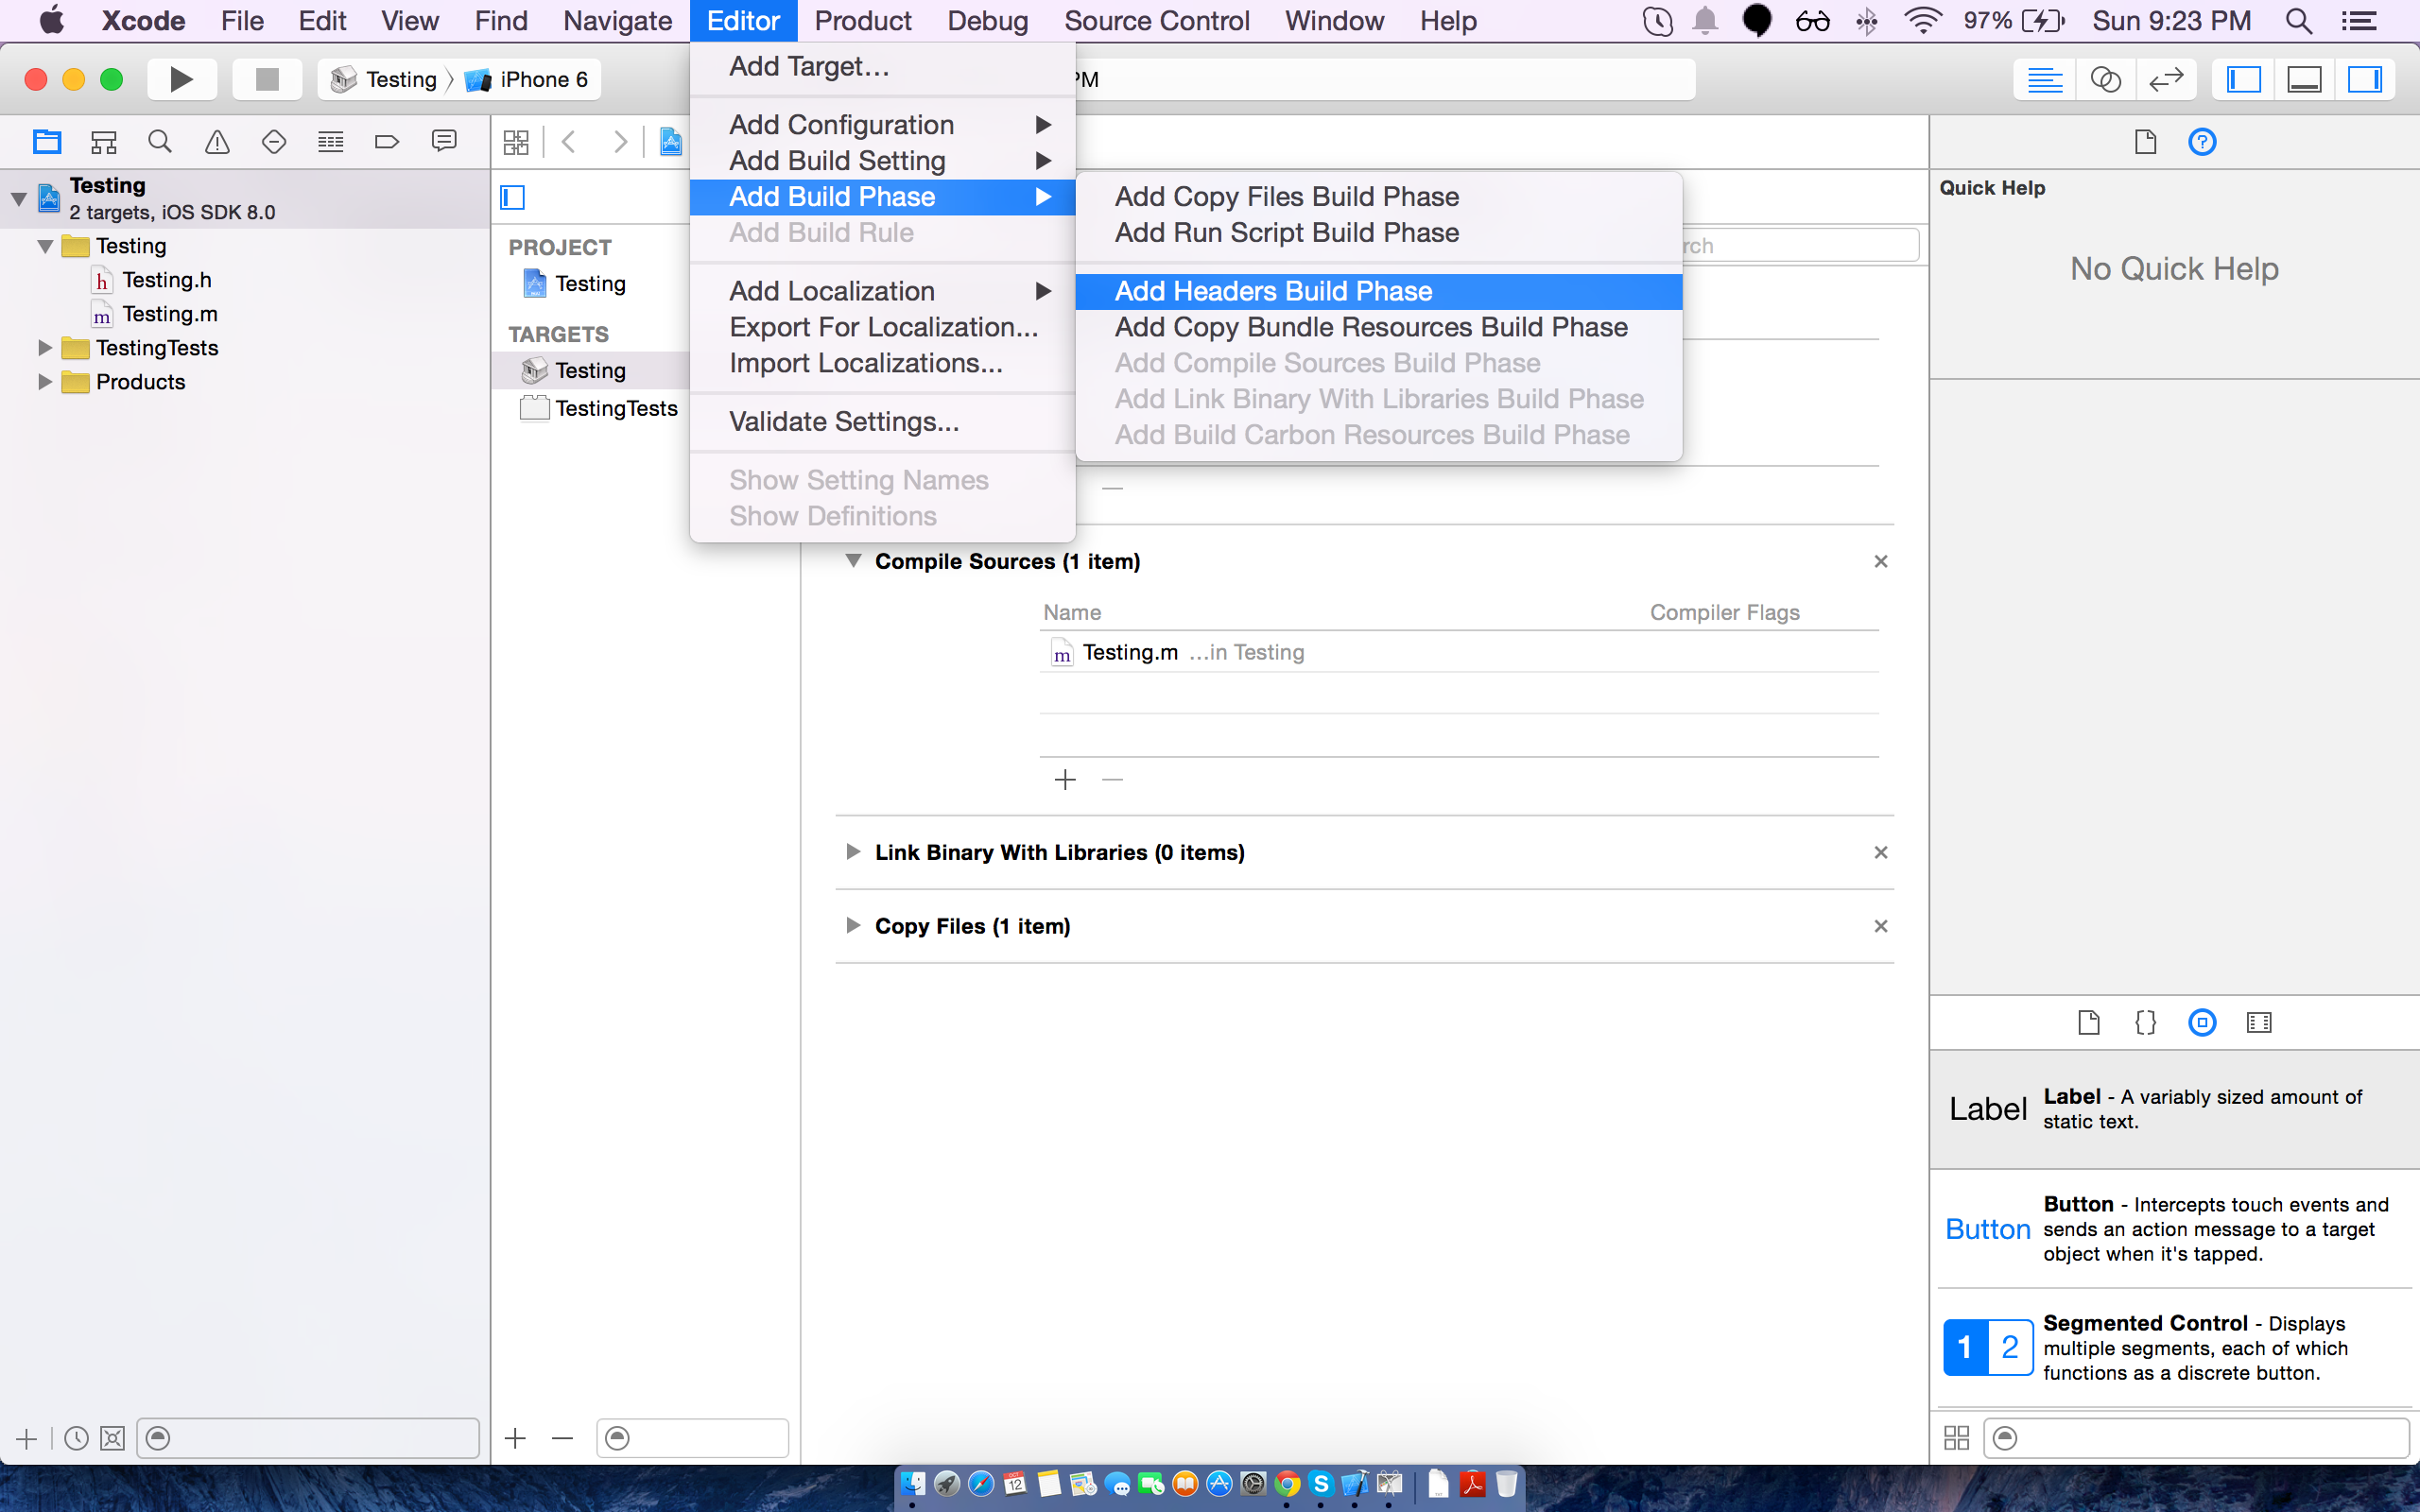 Xcode File Edit View Find Navigate Editor Product Debug Source Control Window Help 97% Sun 9:23 PM
Testing iPhone 6
PM
Add Target...
Add Configuration
Add Build Setting
Add Build Phase
Add Build Rule
Add Localization
Export For Localization...
Import Localizations...
Validate Settings...
Show Setting Names
Show Definitions
Add Copy Files Build Phase
Add Run Script Build Phase
Add Headers Build Phase
Add Copy Bundle Resources Build Phase
Add Compile Sources Build Phase
Add Link Binary With Libraries Build Phase
Add Build Carbon Resources Build Phase
Testing
2 targets, iOS SDK 8.0
Testing
h Testing.h
m Testing.m
TestingTests
Products
PROJECT
Testing
TARGETS
Testing
TestingTests
Compile Sources (1 item)
Name Compiler Flags
m Testing.m ...in Testing
Link Binary With Libraries (0 items)
Copy Files (1 item)
Quick Help
No Quick Help
Label
Label - A variably sized amount of
static text.
Button
Button - Intercepts touch events and
sends an action message to a target
object when it's tapped.
1 2
Segmented Control - Displays
multiple segments, each of which
functions as a discrete button.
12